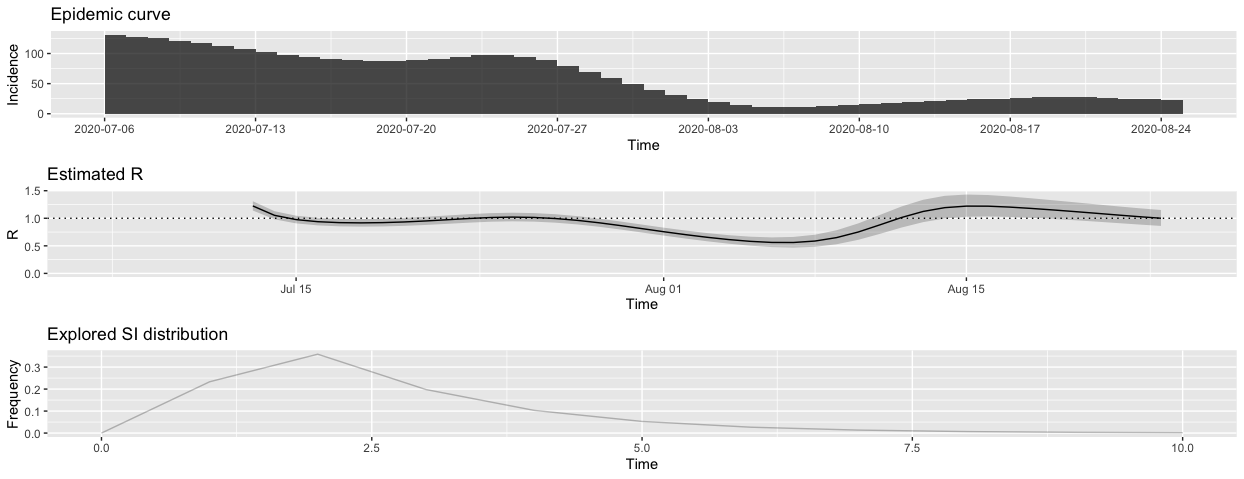 Epidemic curve
Incidence
100
50
0
2020-07-06 2020-07-13 2020-07-20 2020-07-27 2020-08-03 2020-08-10 2020-08-17 2020-08-24
Time
Estimated R
R
1.5
1.0
0.5
0.0
Jul 15 Aug 01 Aug 15
Time
Explored SI distribution
Frequency
0.3
0.2
0.1
0.0
0.0 2.5 5.0 7.5 10.0
Time